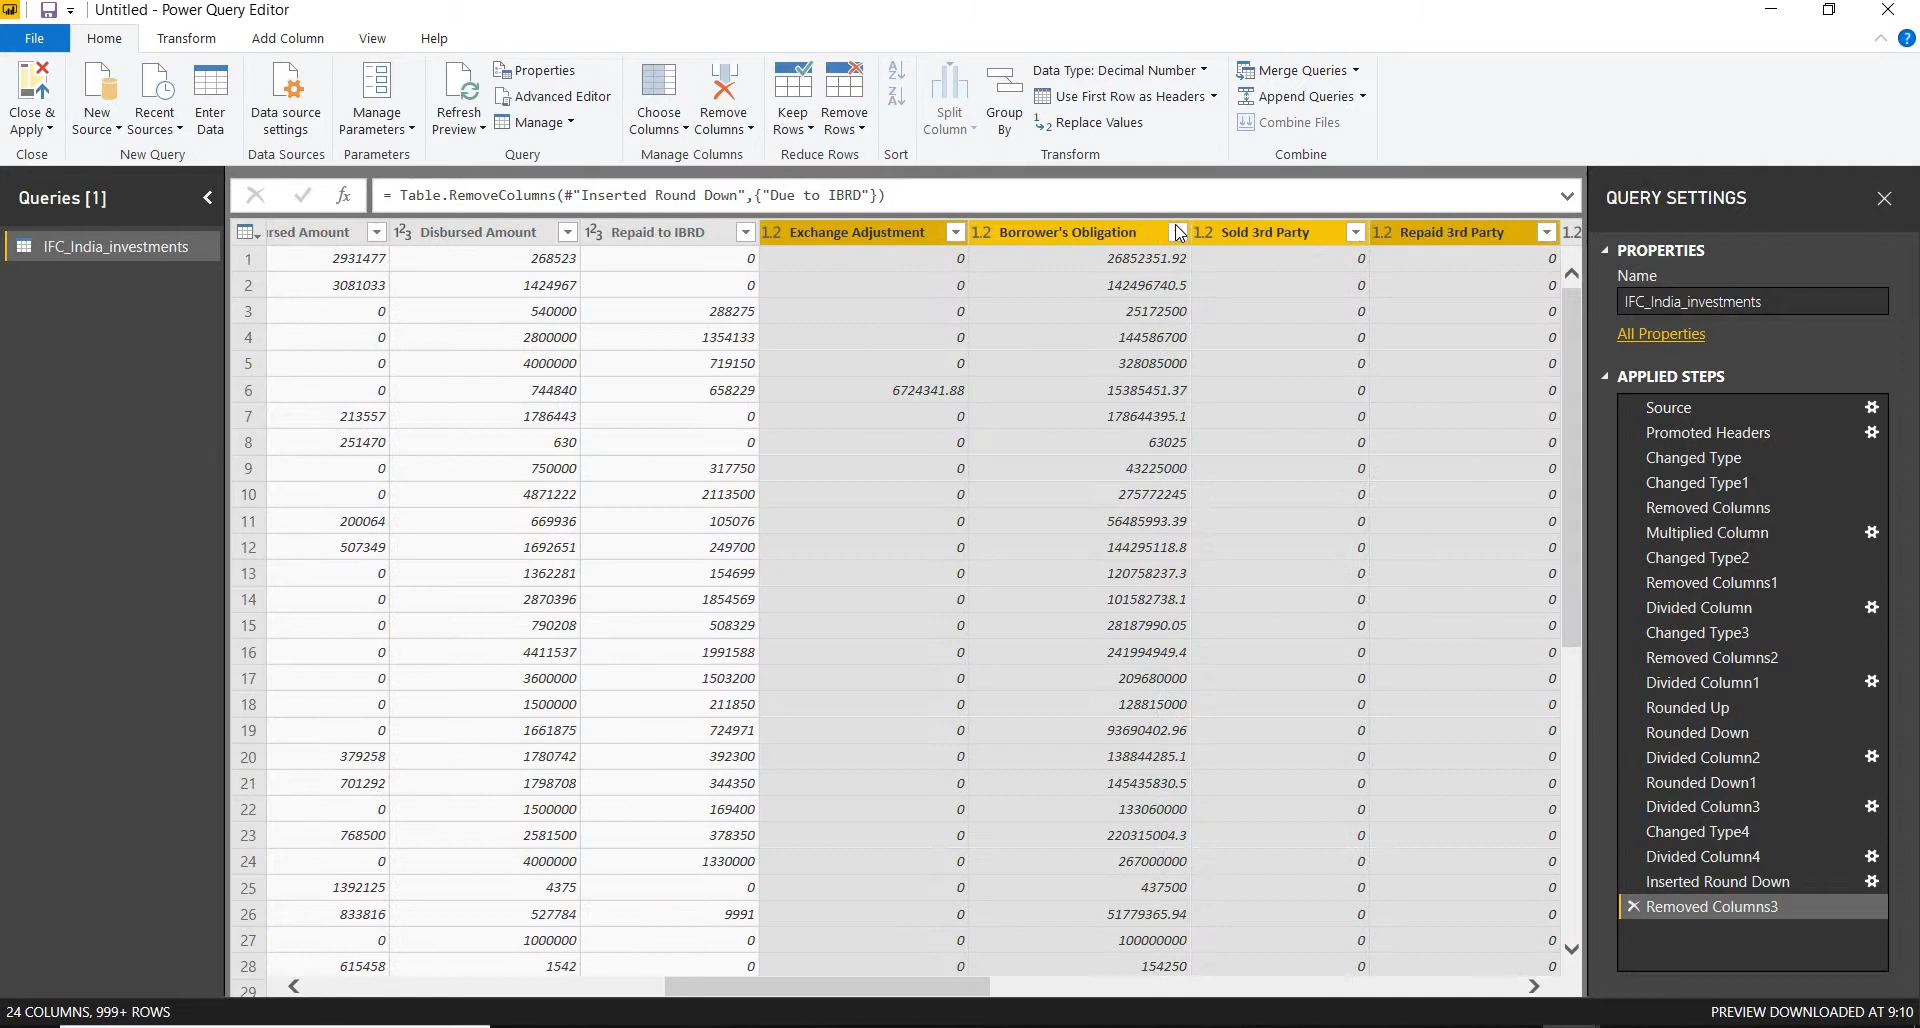 Untitled - Power Query Editor
File Home Transform Add Column View Help
Close & Apply
New Source
Recent Sources
Enter Data
Data source settings
Manage Parameters
Refresh Preview
Properties
Advanced Editor
Manage
Choose Columns
Remove Columns
Keep Rows
Remove Rows
Split Column
Group By
Data Type: Decimal Number
Use First Row as Headers
Replace Values
Merge Queries
Append Queries
Combine Files
Close New Query Data Sources Parameters Query Manage Columns Reduce Rows Sort Transform Combine
Queries [1]
IFC_India_investments
fx = Table.RemoveColumns(#"Inserted Round Down",{"Due to IBRD"})
rsed Amount 123 Disbursed Amount 123 Repaid to IBRD 1.2 Exchange Adjustment 1.2 Borrower's Obligation 1.2 Sold 3rd Party 1.2 Repaid 3rd Party 1.2
1 2931477 268523 0 0 26852351.92 0 0
2 3081033 1424967 0 0 142496740.5 0 0
3 0 540000 288275 0 25172500 0 0
4 0 2800000 1354133 0 144586700 0 0
5 0 4000000 719150 0 328085000 0 0
6 0 744840 658229 6724341.88 15385451.37 0 0
7 213557 1786443 0 0 178644395.1 0 0
8 251470 630 0 0 63025 0 0
9 0 750000 317750 0 43225000 0 0
10 0 4871222 2113500 0 275772245 0 0
11 200064 669936 105076 0 56485993.39 0 0
12 507349 1692651 249700 0 144295118.8 0 0
13 0 1362281 154699 0 120758237.3 0 0
14 0 2870396 1854569 0 101582738.1 0 0
15 0 790208 508329 0 28187990.05 0 0
16 0 4411537 1991588 0 241994949.4 0 0
17 0 3600000 1503200 0 209680000 0 0
18 0 1500000 211850 0 128815000 0 0
19 0 1661875 724971 0 93690402.96 0 0
20 379258 1780742 392300 0 138844285.1 0 0
21 701292 1798708 344350 0 145435830.5 0 0
22 0 1500000 169400 0 133060000 0 0
23 768500 2581500 378350 0 220315004.3 0 0
24 0 4000000 1330000 0 267000000 0 0
25 1392125 4375 0 0 437500 0 0
26 833816 527784 9991 0 51779365.94 0 0
27 0 1000000 0 0 100000000 0 0
28 615458 1542 0 0 154250 0 0
29
QUERY SETTINGS
PROPERTIES
Name
IFC_India_investments
All Properties
APPLIED STEPS
Source
Promoted Headers
Changed Type
Changed Type1
Removed Columns
Multiplied Column
Changed Type2
Removed Columns1
Divided Column
Changed Type3
Removed Columns2
Divided Column1
Rounded Up
Rounded Down
Divided Column2
Rounded Down1
Divided Column3
Changed Type4
Divided Column4
Inserted Round Down
Removed Columns3
24 COLUMNS, 999+ ROWS
PREVIEW DOWNLOADED AT 9:10